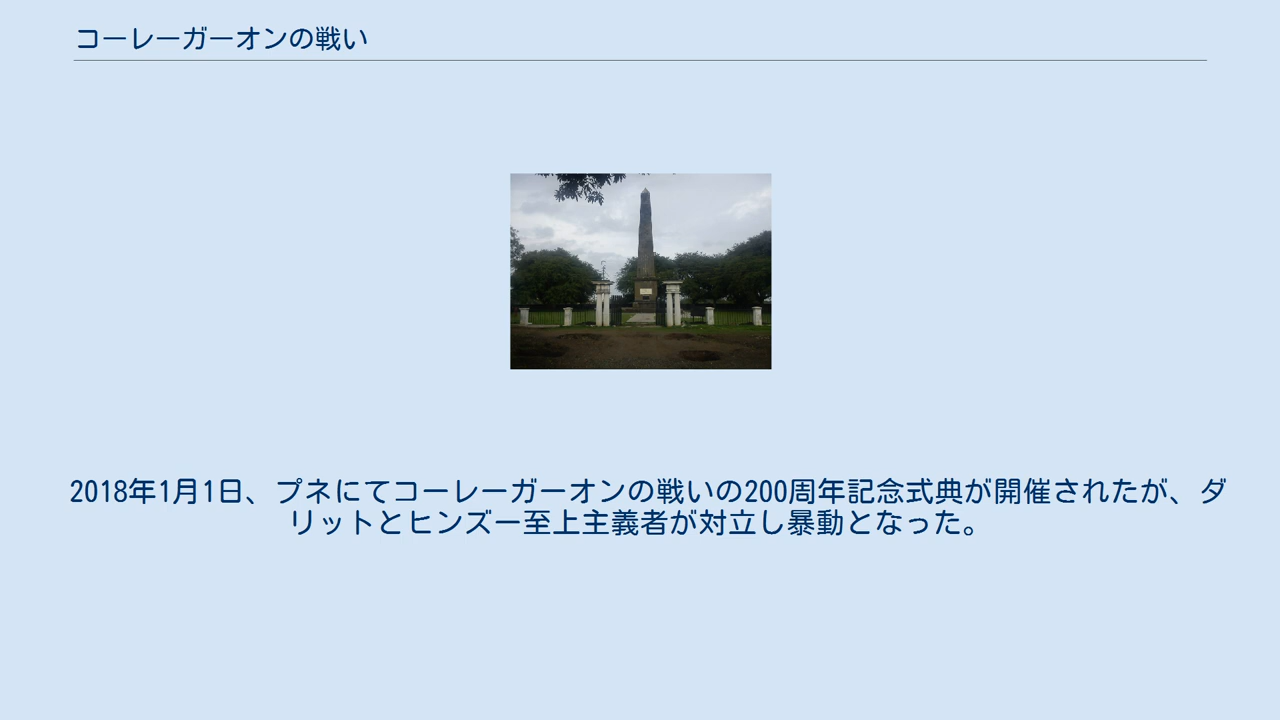 コーレーガーオンの戦い
2018年1月1日、プネにてコーレーガーオンの戦いの200周年記念式典が開催されたが、ダ
リットとヒンズー至上主義者が対立し暴動となった。